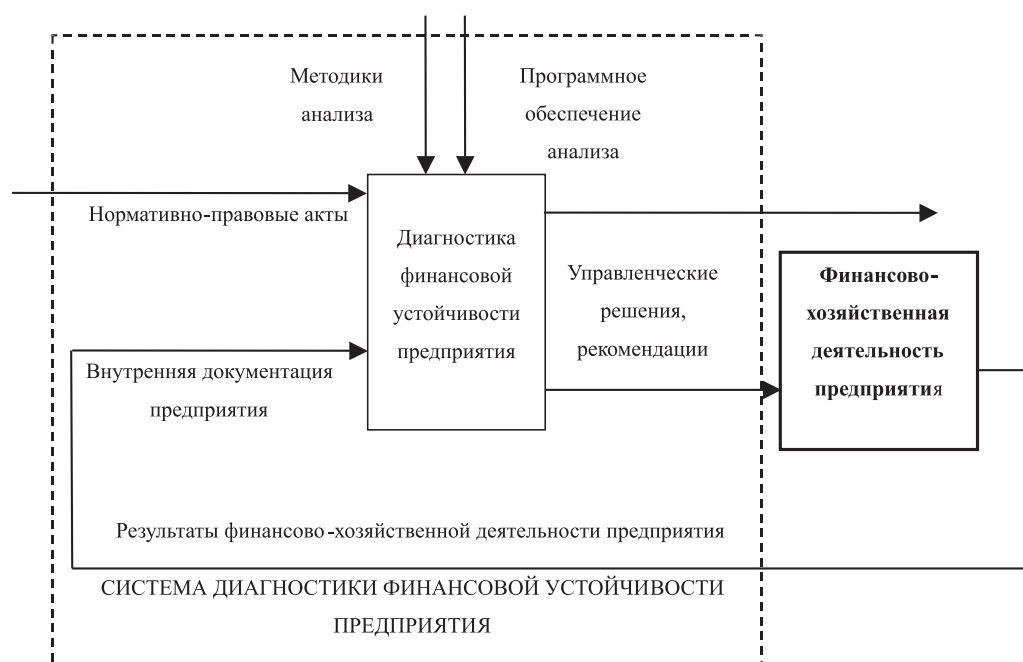 Методики
анализа
Программное
обеспечение
анализа
Нормативно-правовые акты
Диагностика
финансовой
устойчивости
предприятия
Управленческие
решения,
рекомендации
Финансово-
хозяйственная
деятельность
предприятия
Внутренняя документация
предприятия
Результаты финансово-хозяйственной деятельности предприятия
СИСТЕМА ДИАГНОСТИКИ ФИНАНСОВОЙ УСТОЙЧИВОСТИ
ПРЕДПРИЯТИЯ